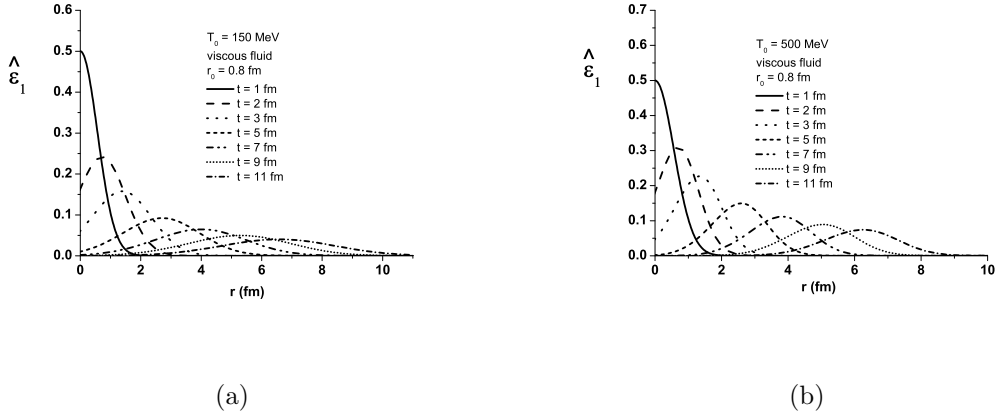 0.6
0.5
0.4
0.3
0.2
0.1
0.0
ε̂₁
T₀ = 150 MeV
viscous fluid
r₀ = 0.8 fm
t = 1 fm
t = 2 fm
t = 3 fm
t = 5 fm
t = 7 fm
t = 9 fm
t = 11 fm
0 2 4 6 8 10
r (fm)
(a)
0.7
0.6
0.5
0.4
0.3
0.2
0.1
0.0
ε̂₁
T₀ = 500 MeV
viscous fluid
r₀ = 0.8 fm
t = 1 fm
t = 2 fm
t = 3 fm
t = 5 fm
t = 7 fm
t = 9 fm
t = 11 fm
0 2 4 6 8 10
r (fm)
(b)